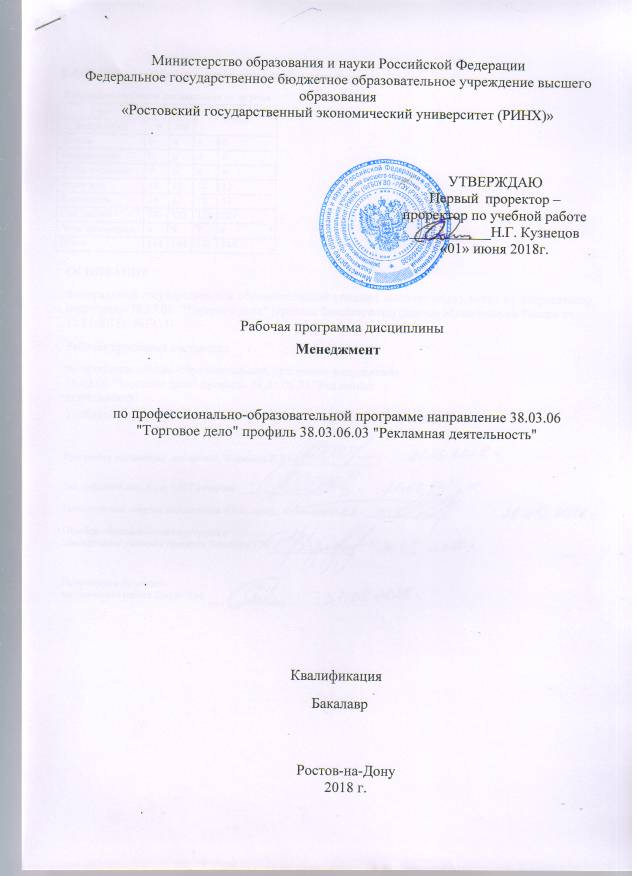 Министерство образования и науки Российской Федерации
Федеральное государственное бюджетное образовательное учреждение высшего
образования
«Ростовский государственный экономический университет (РИНХ)»
УТВЕРЖДАЮ
Первый проректор –
проректор по учебной работе
Н.Г. Кузнецов
«01» июня 2018г.
Рабочая программа дисциплины
Менеджмент
по профессионально-образовательной программе направление 38.03.06
"Торговое дело" профиль 38.03.06.03 "Рекламная деятельность"
Квалификация
Бакалавр
Ростов-на-Дону
2018 г.